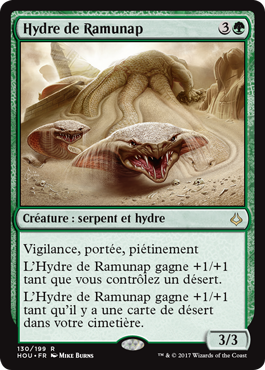 Hydre de Ramunap 3
Créature : serpent et hydre
Vigilance, portée, piétinement
L'Hydre de Ramunap gagne +1/+1
tant que vous contrôlez un désert.
L'Hydre de Ramunap gagne +1/+1
tant qu'il y a une carte de désert
dans votre cimetière.
3/3
130/199 R
HOU • FR Mike Burns
™ & © 2017 Wizards of the Coast